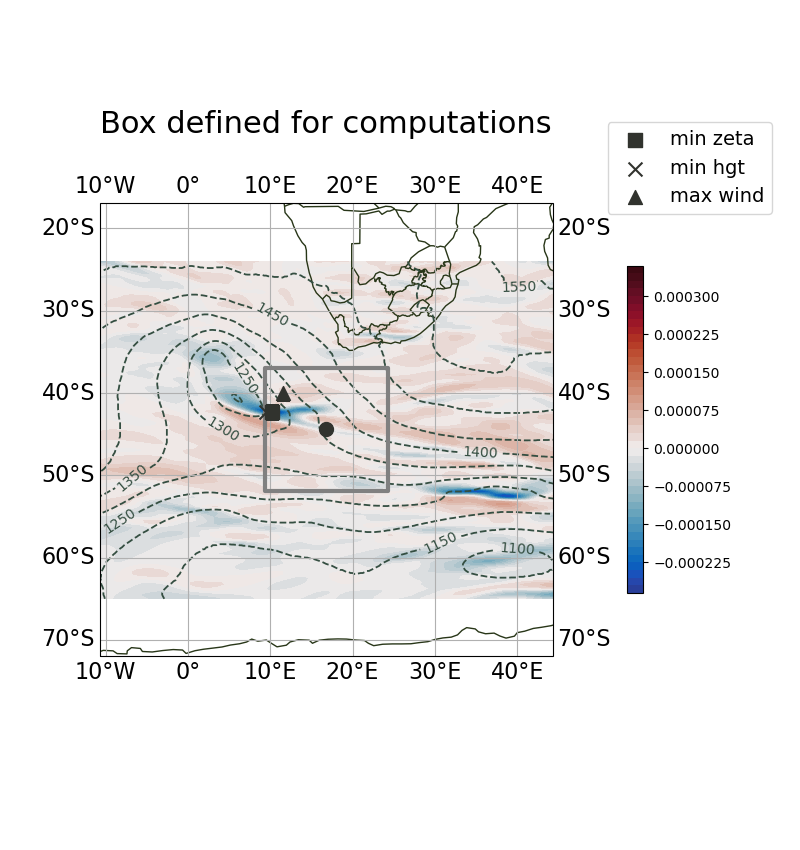 Box defined for computations
min zeta
min hgt
max wind
10°W 0° 10°E 20°E 30°E 40°E
20°S 20°S
30°S 30°S
40°S 40°S
50°S 50°S
60°S 60°S
70°S 70°S
10°W 0° 10°E 20°E 30°E 40°E
1550
1450
1250
1300
1400
1350
1250
1150
1100
0.000300
0.000225
0.000150
0.000075
0.000000
−0.000075
−0.000150
−0.000225